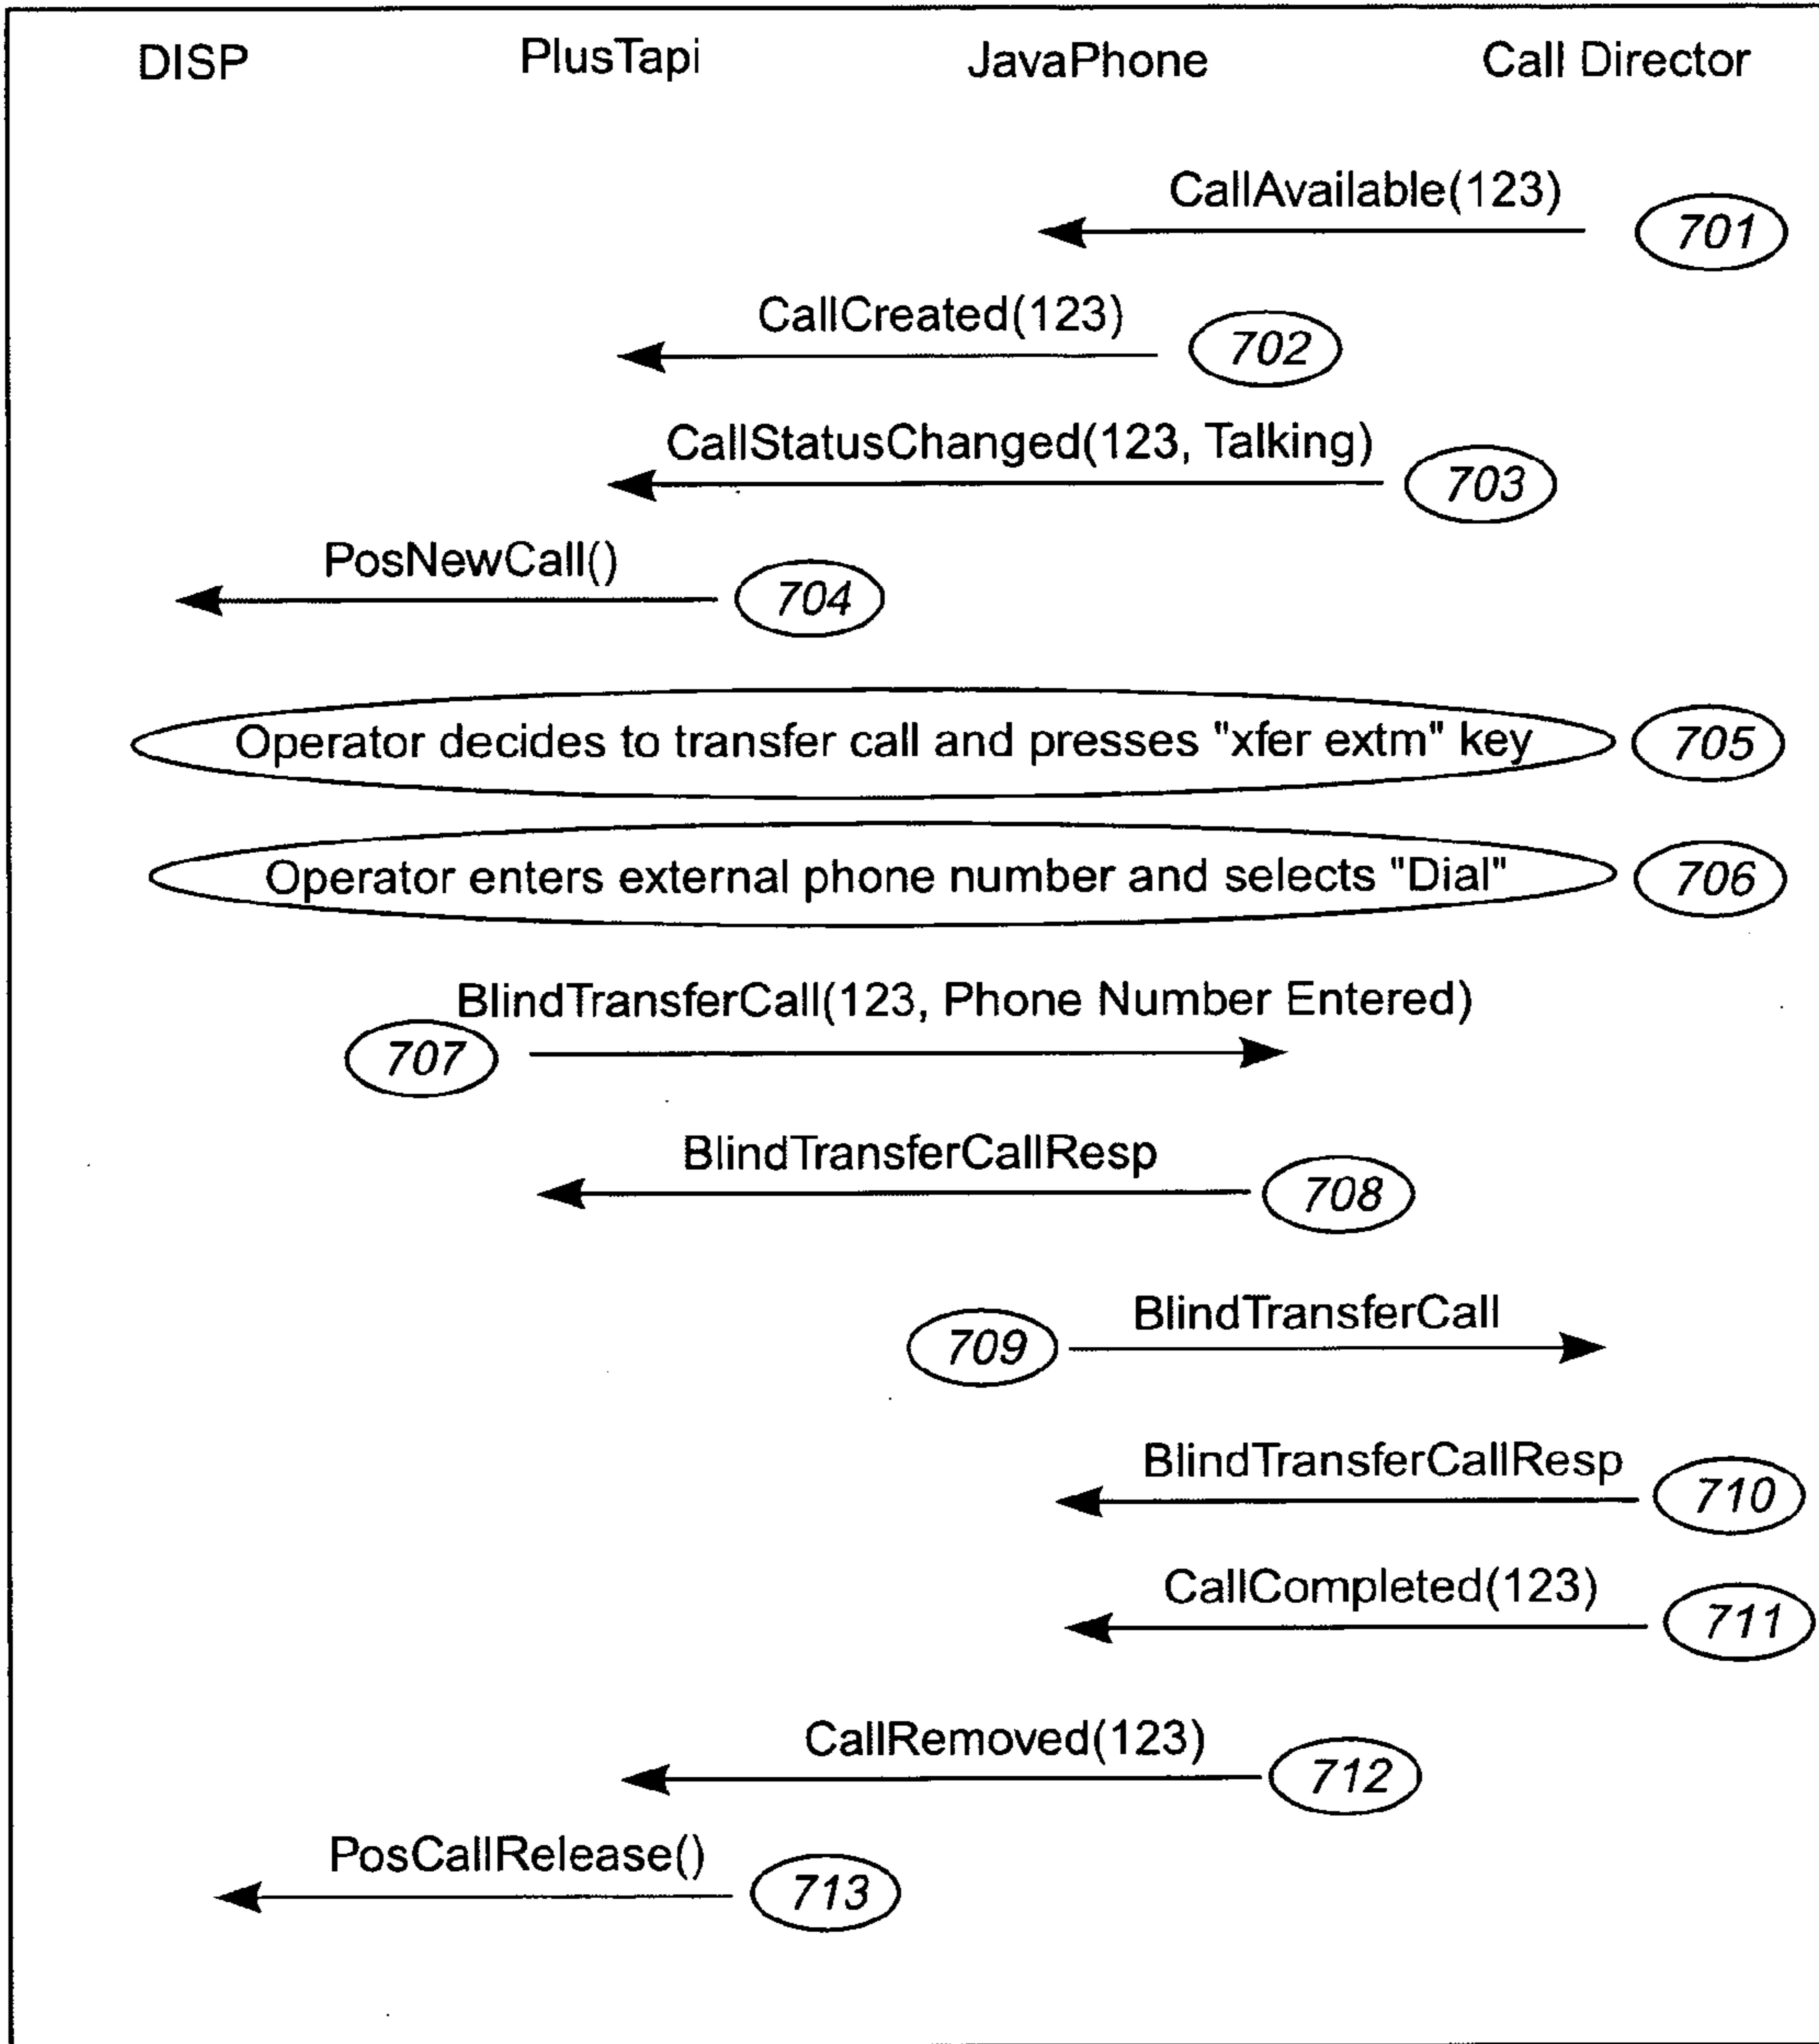 DISP PlusTapi JavaPhone Call Director
CallAvailable(123) 701
CallCreated(123) 702
CallStatusChanged(123, Talking) 703
PosNewCall() 704
Operator decides to transfer call and presses "xfer extrn" key 705
Operator enters external phone number and selects "Dial" 706
BlindTransferCall(123, Phone Number Entered)
707
BlindTransferCallResp 708
709 BlindTransferCall
BlindTransferCallResp 710
CallCompleted(123) 711
CallRemoved(123) 712
PosCallRelease() 713